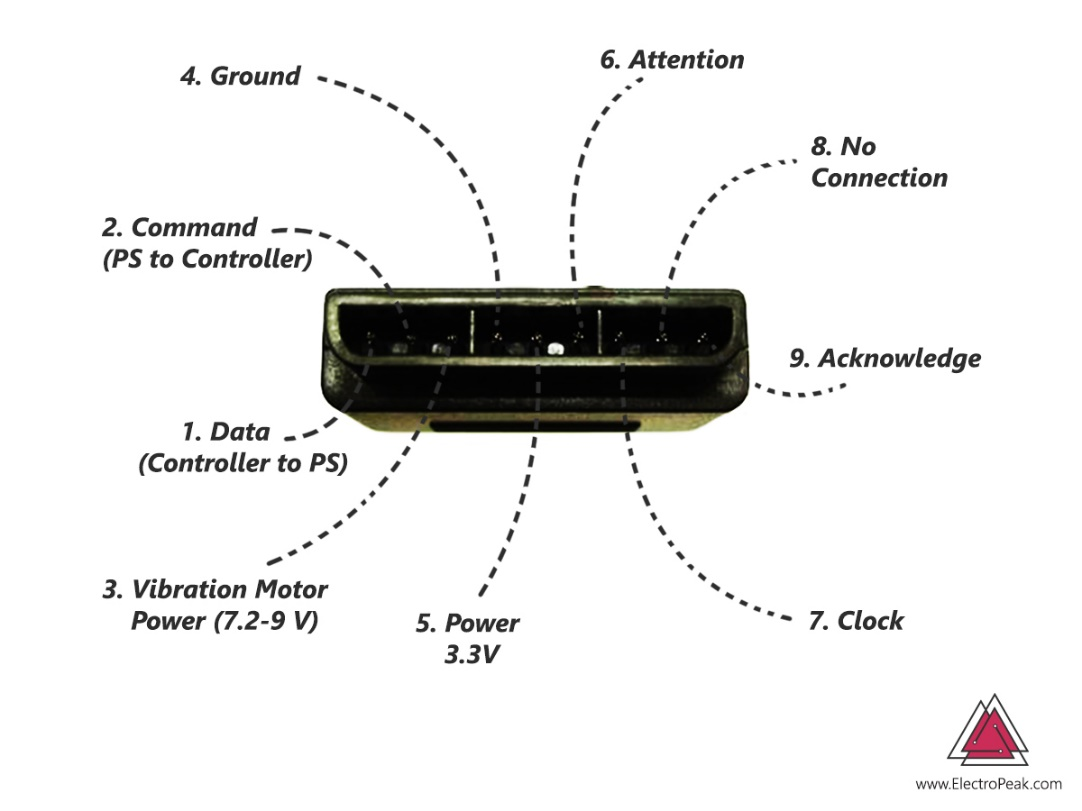 4. Ground
6. Attention
8. No
Connection
2. Command
(PS to Controller)
9. Acknowledge
1. Data
(Controller to PS)
3. Vibration Motor
Power (7.2-9 V)
5. Power
3.3V
7. Clock
www.ElectroPeak.com